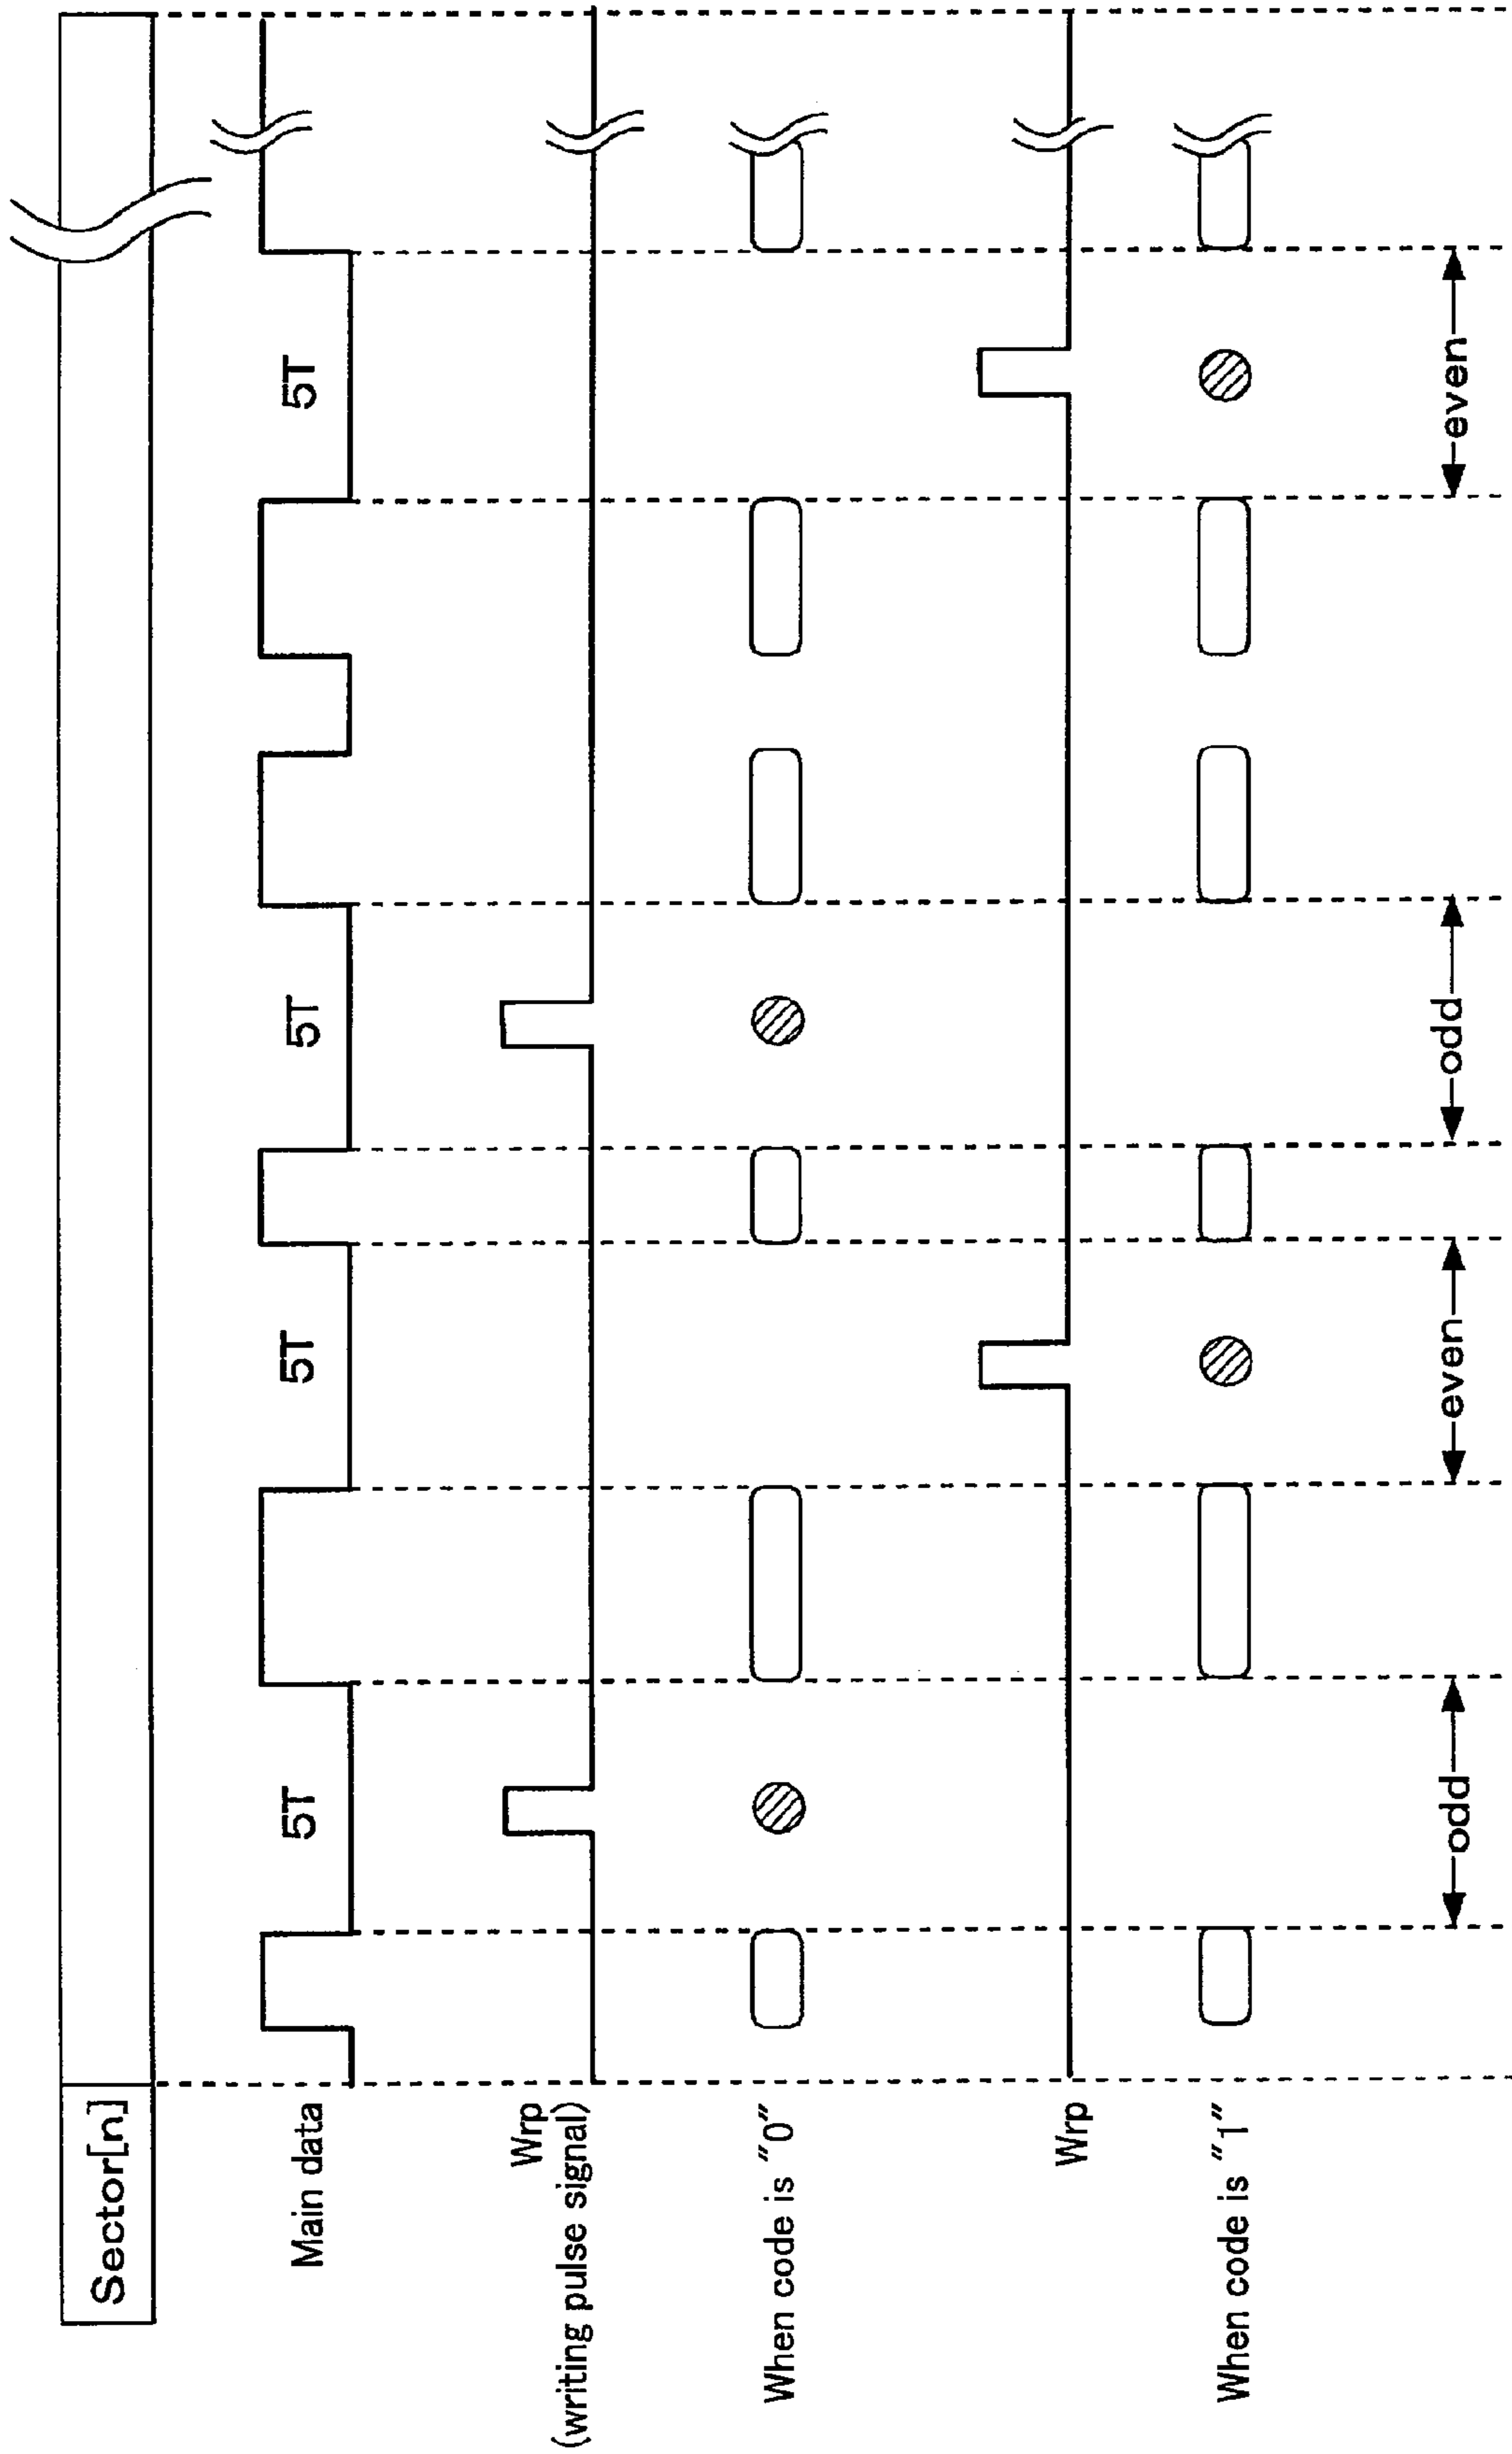 Sector[n]
Main data
5T
5T
5T
5T
Wrp
(writing pulse signal)
When code is "0"
Wrp
When code is "1"
odd
even
odd
even